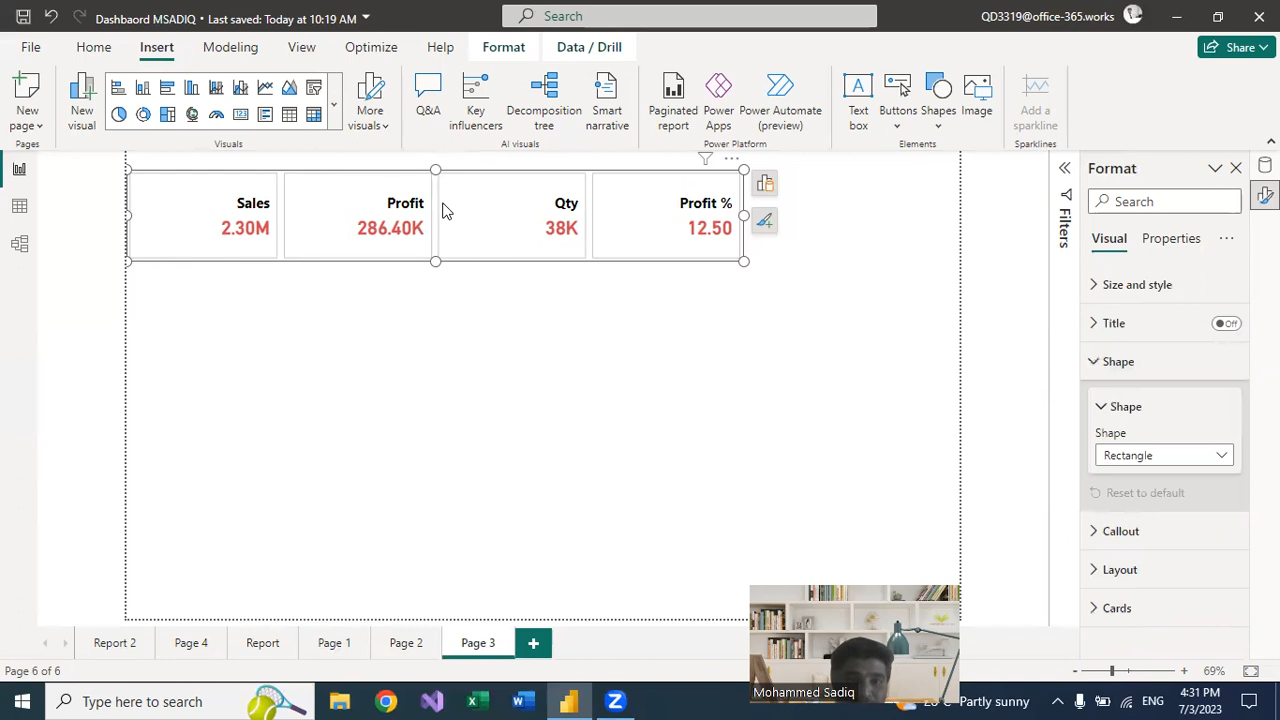 Dashbaord MSADIQ • Last saved: Today at 10:19 AM
Search
QD3319@office-365.works
File Home Insert Modeling View Optimize Help Format Data / Drill
Share
New page
New visual
More visuals
Q&A
Key influencers
Decomposition tree
Smart narrative
Paginated report
Power Apps
Power Automate (preview)
Text box
Buttons
Shapes
Image
Add a sparkline
Pages Visuals AI visuals Power Platform Elements Sparklines
Sales
2.30M
Profit
286.40K
Qty
38K
Profit %
12.50
Filters
Format
Search
Visual Properties
Size and style
Title Off
Shape
Shape
Shape
Rectangle
Reset to default
Callout
Layout
Cards
Mohammed Sadiq
Report 2 Page 4 Report Page 1 Page 2 Page 3
Page 6 of 6
69%
Type here to search
Partly sunny
ENG
4:31 PM
7/3/2023